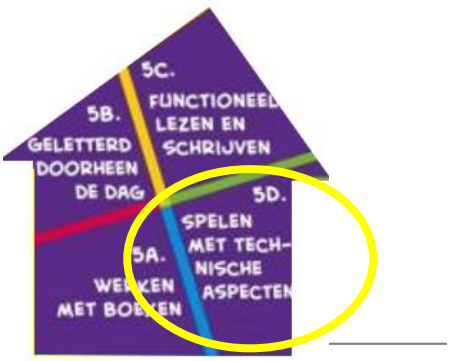 5C.
FUNCTIONEEL
LEZEN EN
SCHRIJVEN
5B.
GELETTERD
DOORHEEN
DE DAG
5D.
SPELEN
MET TECH-
NISCHE
ASPECTEN
5A.
WERKEN
MET BOEKEN